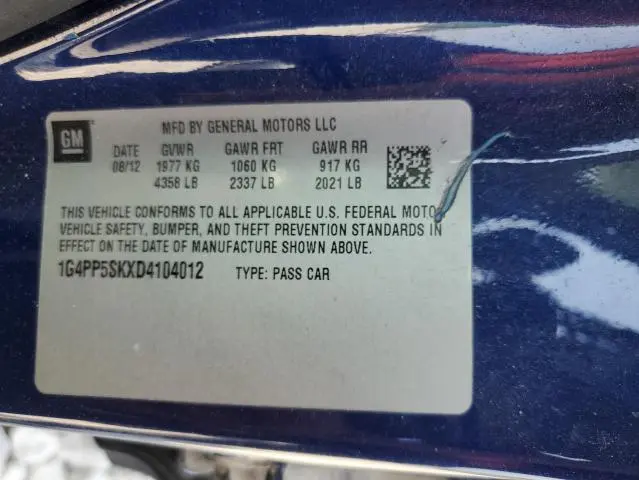 GM
MFD BY GENERAL MOTORS LLC
DATE GVWR GAWR FRT GAWR RR
08/12 1977 KG 1060 KG 917 KG
4358 LB 2337 LB 2021 LB
THIS VEHICLE CONFORMS TO ALL APPLICABLE U.S. FEDERAL MOTOR
VEHICLE SAFETY, BUMPER, AND THEFT PREVENTION STANDARDS IN
EFFECT ON THE DATE OF MANUFACTURE SHOWN ABOVE.
1G4PP5SKXD4104012 TYPE: PASS CAR